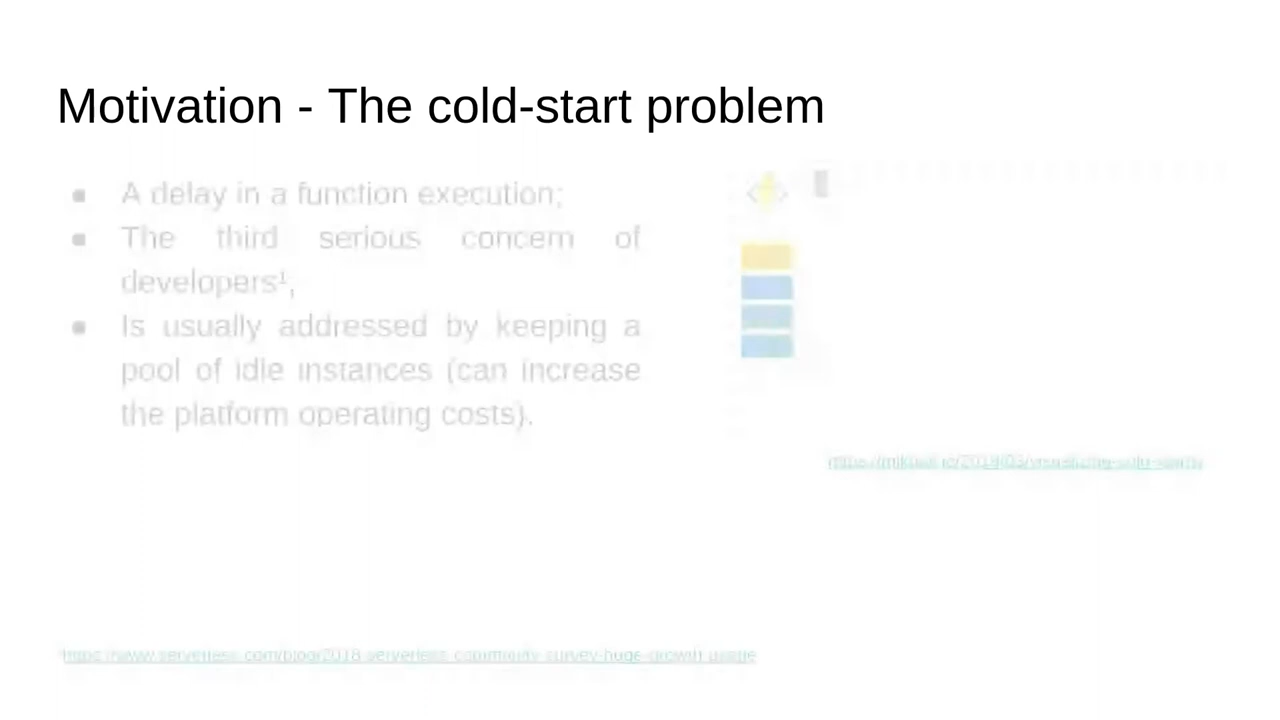 Motivation - The cold-start problem
▪ A delay in a function execution;
▪ The third serious concern of
developers¹;
▪ Is usually addressed by keeping a
pool of idle instances (can increase
the platform operating costs).
https://www.serverless.com/blog/2018-serverless-community-survey-huge-growth-usage